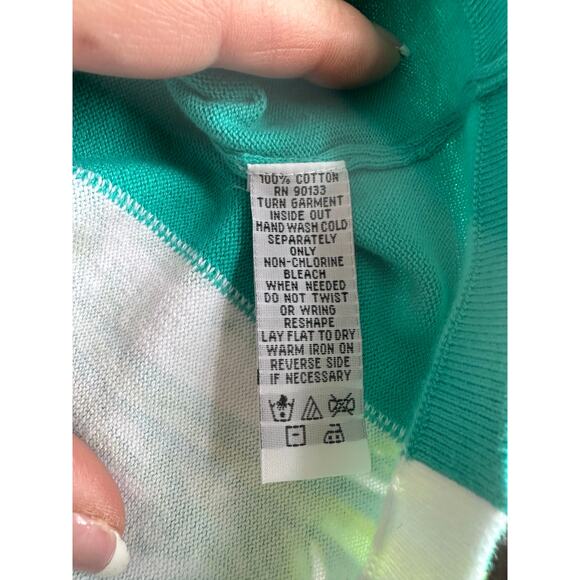 100% COTTON
RN 90133
TURN GARMENT
INSIDE OUT
HAND WASH COLD
SEPARATELY
ONLY
NON-CHLORINE
BLEACH
WHEN NEEDED
DO NOT TWIST
OR WRING
RESHAPE
LAY FLAT TO DRY
WARM IRON ON
REVERSE SIDE
IF NECESSARY